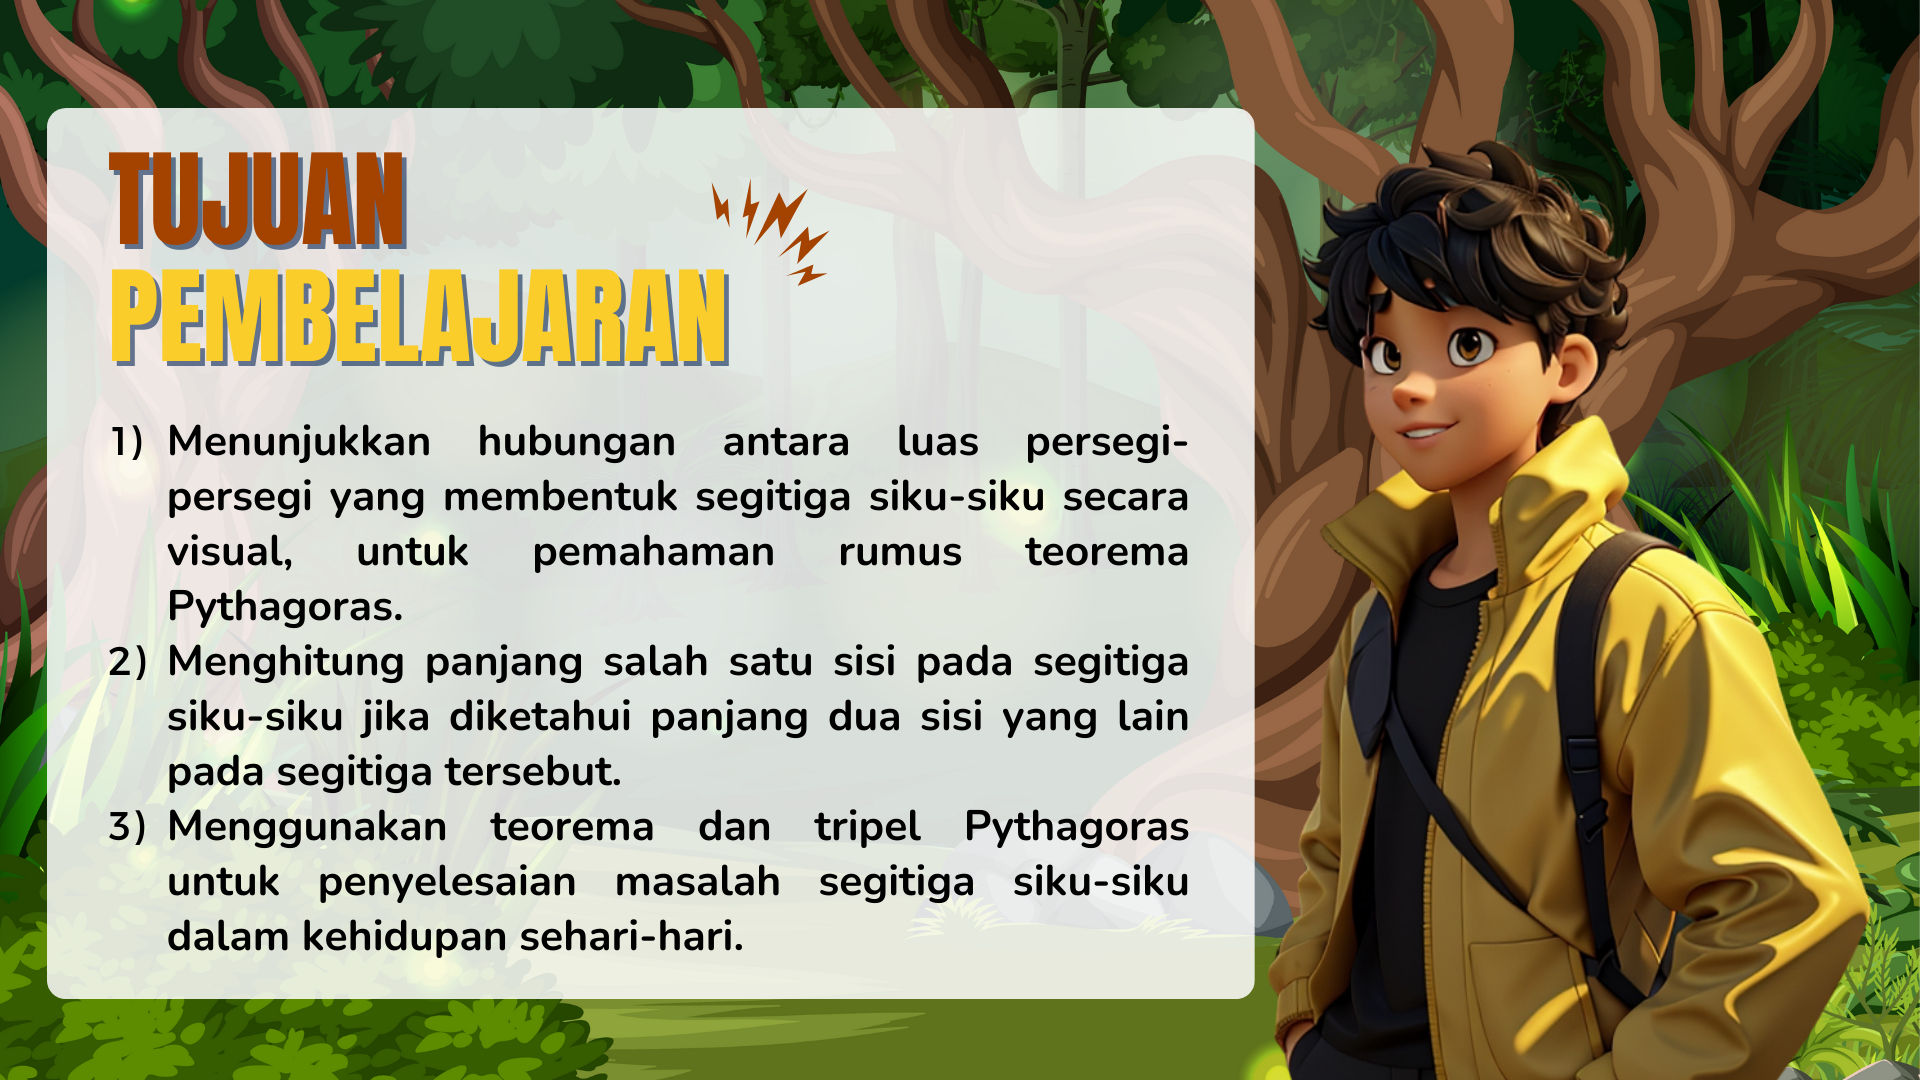 TUJUAN
PEMBELAJARAN
1) Menunjukkan hubungan antara luas persegi-
persegi yang membentuk segitiga siku-siku secara
visual, untuk pemahaman rumus teorema
Pythagoras.
2) Menghitung panjang salah satu sisi pada segitiga
siku-siku jika diketahui panjang dua sisi yang lain
pada segitiga tersebut.
3) Menggunakan teorema dan tripel Pythagoras
untuk penyelesaian masalah segitiga siku-siku
dalam kehidupan sehari-hari.